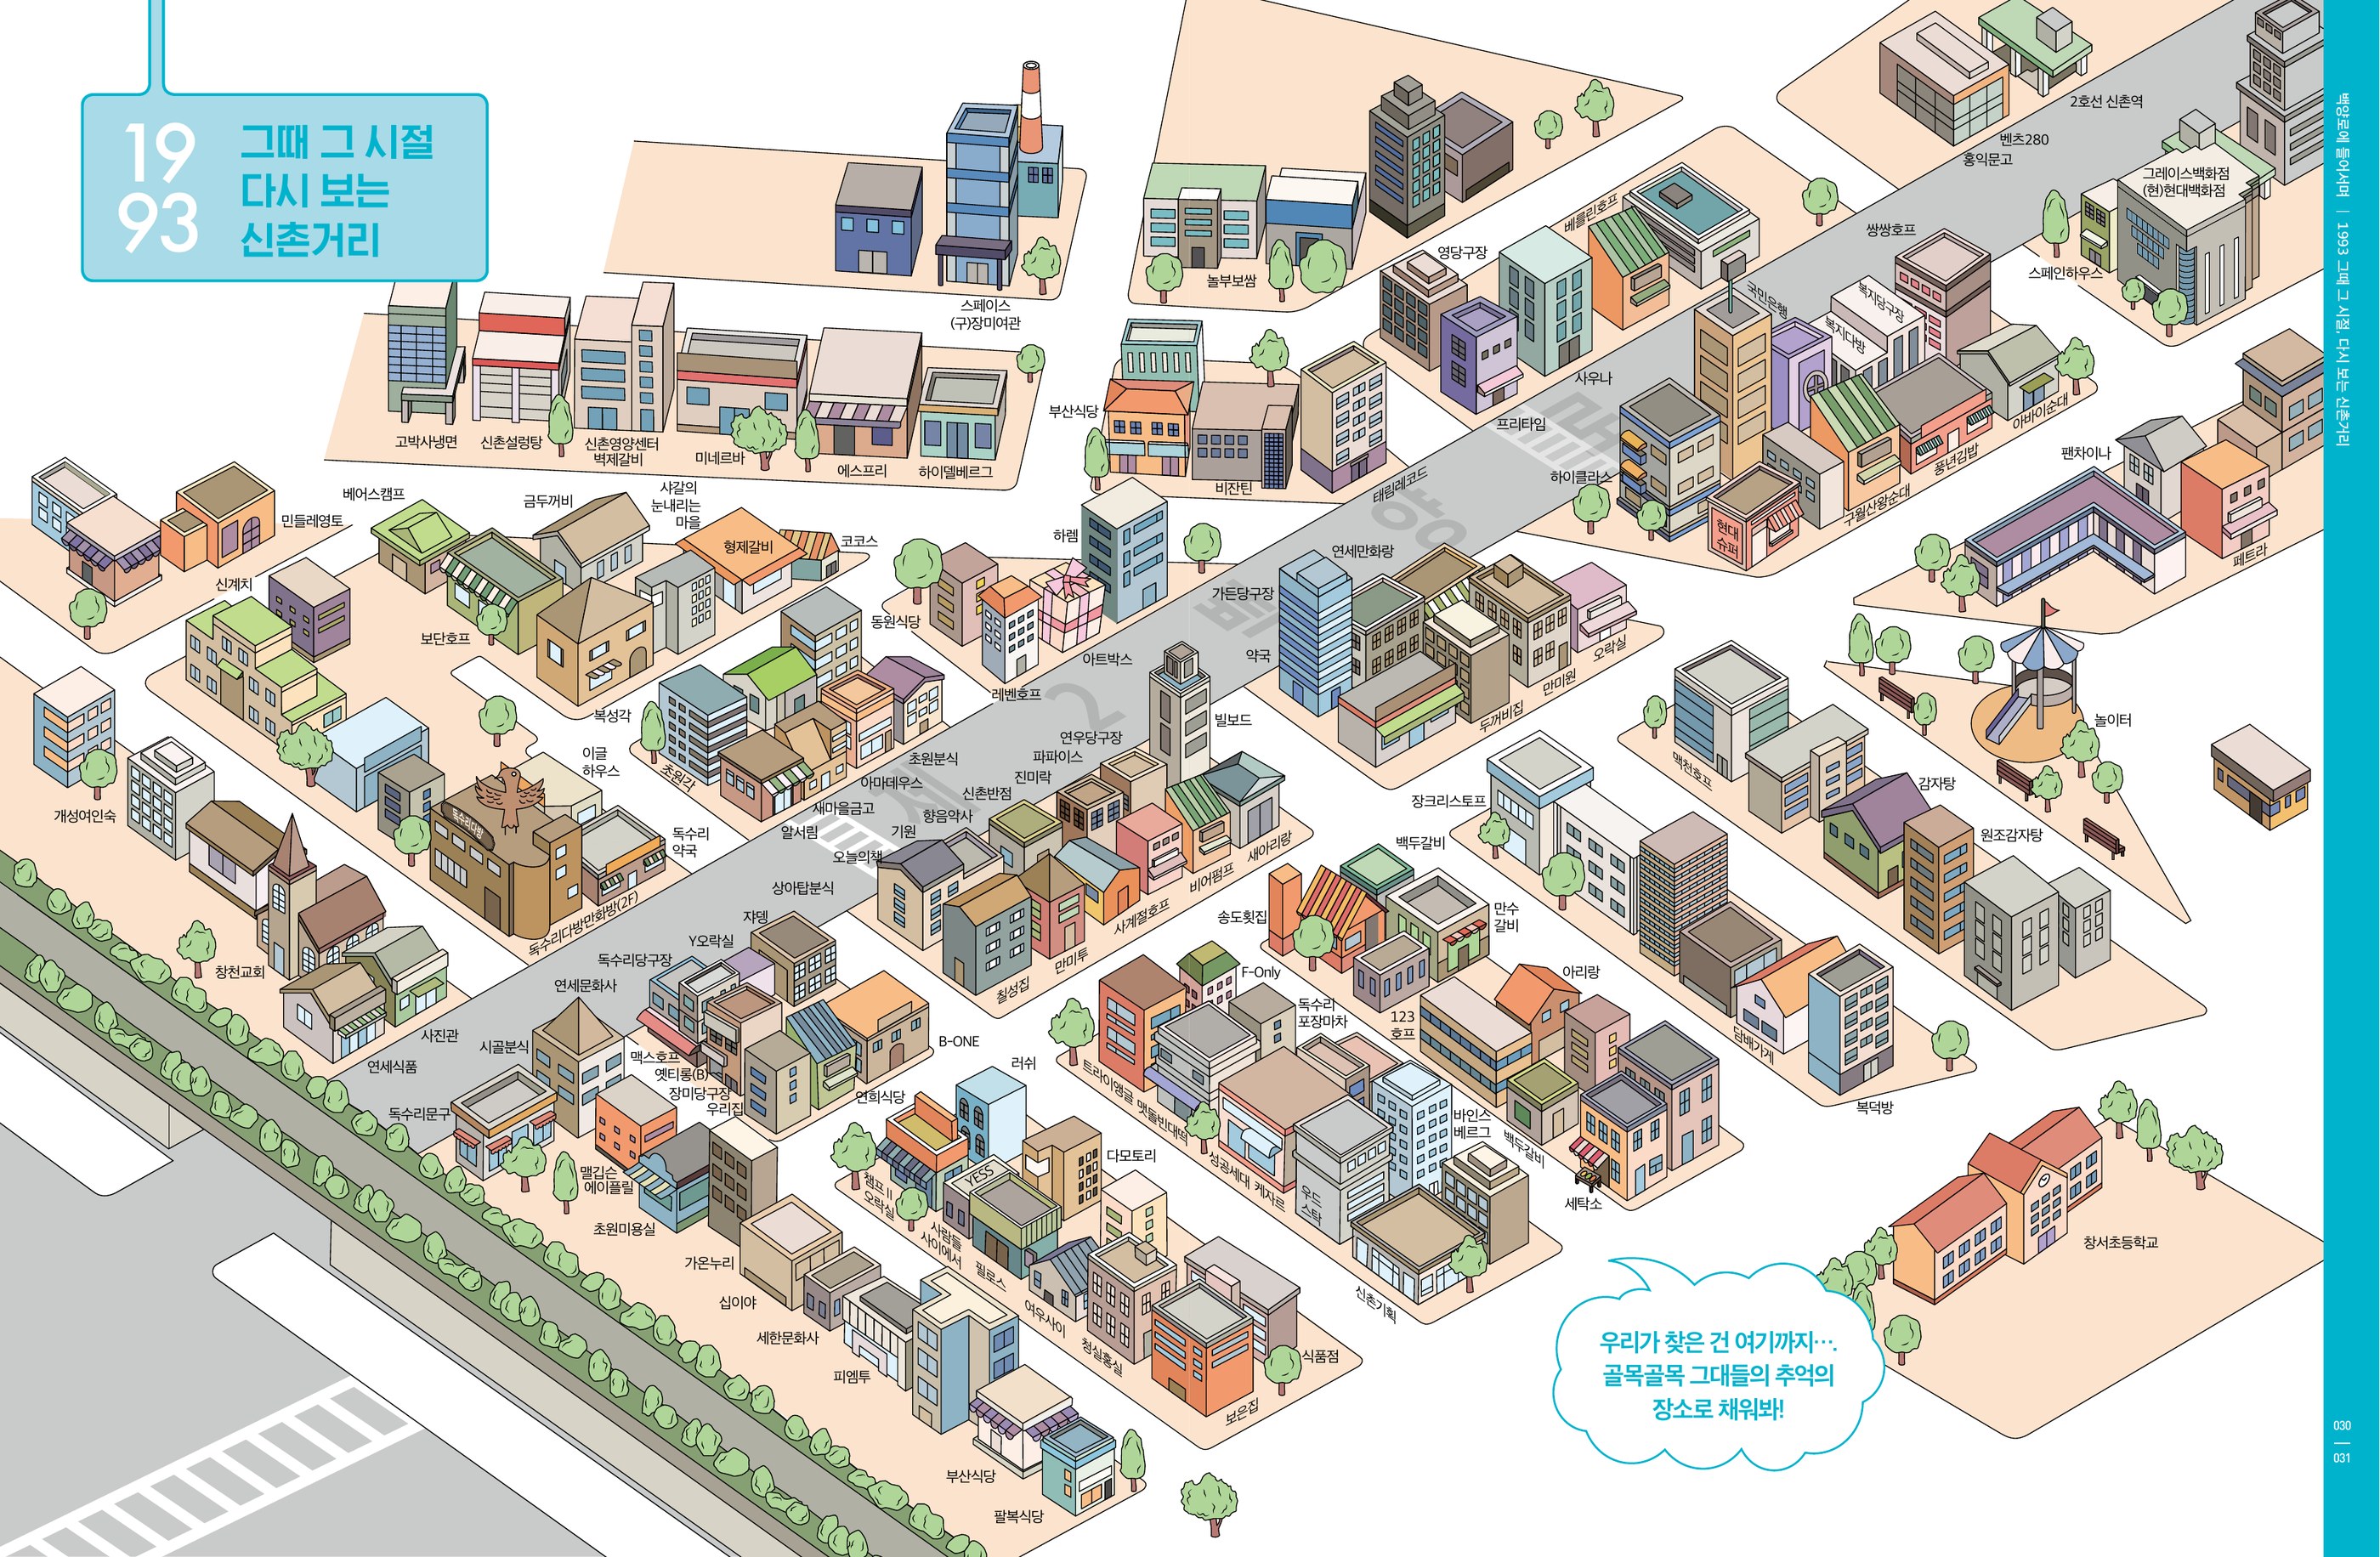 19
93
그때 그 시절
다시 보는
신촌거리
백양로에 들어서며 | 1993 그때 그 시절, 다시 보는 신촌거리
2호선 신촌역
벤츠280
홍익문고
그레이스백화점
(현)현대백화점
스페인하우스
쌍쌍호프
복지당구장
복지다방
국민은행
아바이순대
풍년김밥
구월산왕순대
현대
슈퍼
하이클라스
베를린호프
영당구장
사우나
프리타임
놀부보쌈
스페이스
(구)장미여관
고박사냉면
신촌설렁탕
신촌영양센터
벽제갈비
미네르바
에스프리
하이델베르그
부산식당
비잔틴
태림레코드
팬차이나
페트라
놀이터
민들레영토
베어스캠프
금두꺼비
샤갈의
눈내리는
마을
형제갈비
코코스
신계치
보단호프
복성각
하렘
동원식당
아트박스
레벤호프
연세만화랑
가든당구장
약국
오락실
만미원
두꺼비집
빌보드
연우당구장
파파이스
진미락
신촌반점
향음악사
기원
오늘의책
새아리랑
비어펌프
사계절호프
만미투
칠성집
초원각
초원분식
아마데우스
새마을금고
알서림
이글
하우스
독수리
약국
독수리다방
독수리다방만화방(2F)
개성여인숙
창천교회
사진관
연세식품
상아탑분식
쟈뎅
Y오락실
독수리당구장
연세문화사
시골분식
맥스호프
옛티롱(B)
장미당구장
우리집
B-ONE
연희식당
독수리문구
맬깁슨
에이플릴
초원미용실
가온누리
십이야
세한문화사
피엠투
부산식당
팔복식당
러쉬
챔프Ⅱ
오락실
YESS
사람들
사이에서
필로스
다모토리
여우사이
청실홍실
식품점
보은집
맥천호프
감자탕
원조감자탕
장크리스토프
백두갈비
송도횟집
만수
갈비
F-Only
독수리
포장마차
아리랑
123
호프
트라이앵글
맷돌빈대떡
성공세대
케자르
우드
스탁
바인스
베르그
백두갈비
세탁소
신촌기획
담배가게
복덕방
창서초등학교
우리가 찾은 건 여기까지….
골목골목 그대들의 추억의
장소로 채워봐!
030
031